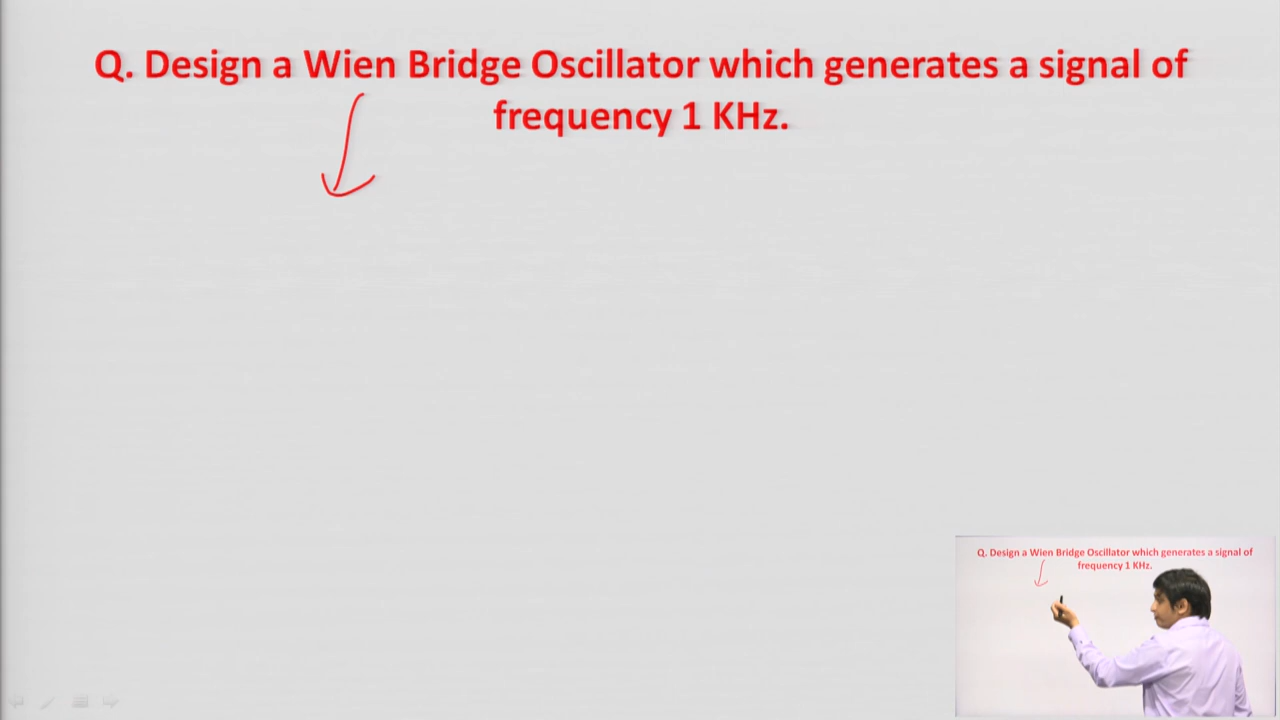 Q. Design a Wien Bridge Oscillator which generates a signal of
frequency 1 KHz.
Q. Design a Wien Bridge Oscillator which generates a signal of
frequency 1 KHz.